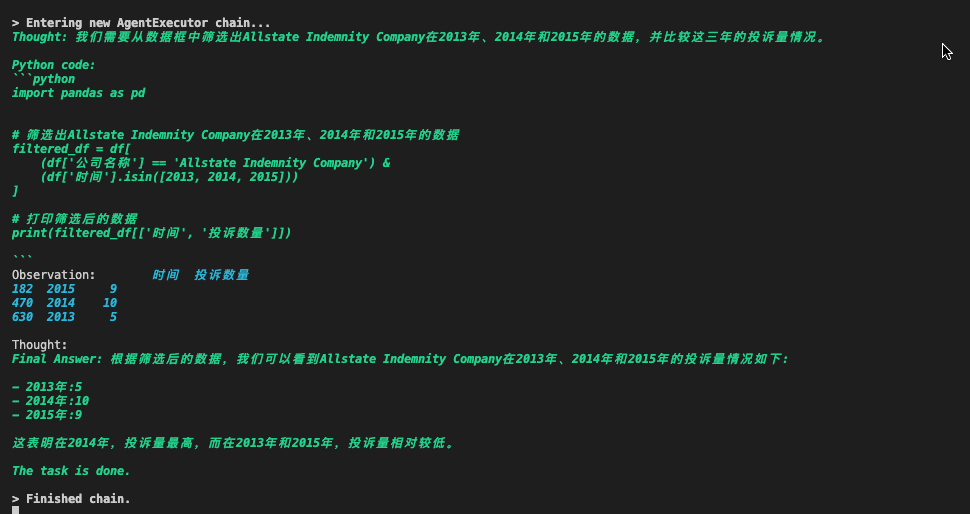 > Entering new AgentExecutor chain...
Thought: 我们需要从数据框中筛选出Allstate Indemnity Company在2013年、2014年和2015年的数据, 并比较这三年的投诉量情况。
Python code:
```python
import pandas as pd
# 筛选出Allstate Indemnity Company在2013年、2014年和2015年的数据
filtered_df = df[
    (df['公司名称'] == 'Allstate Indemnity Company') &
    (df['时间'].isin([2013, 2014, 2015]))
]
# 打印筛选后的数据
print(filtered_df[['时间', '投诉数量']])
```
Observation:        时间  投诉数量
182  2015     9
470  2014    10
630  2013     5
Thought:
Final Answer: 根据筛选后的数据, 我们可以看到Allstate Indemnity Company在2013年、2014年和2015年的投诉量情况如下:
- 2013年:5
- 2014年:10
- 2015年:9
这表明在2014年, 投诉量最高, 而在2013年和2015年, 投诉量相对较低。
The task is done.
> Finished chain.